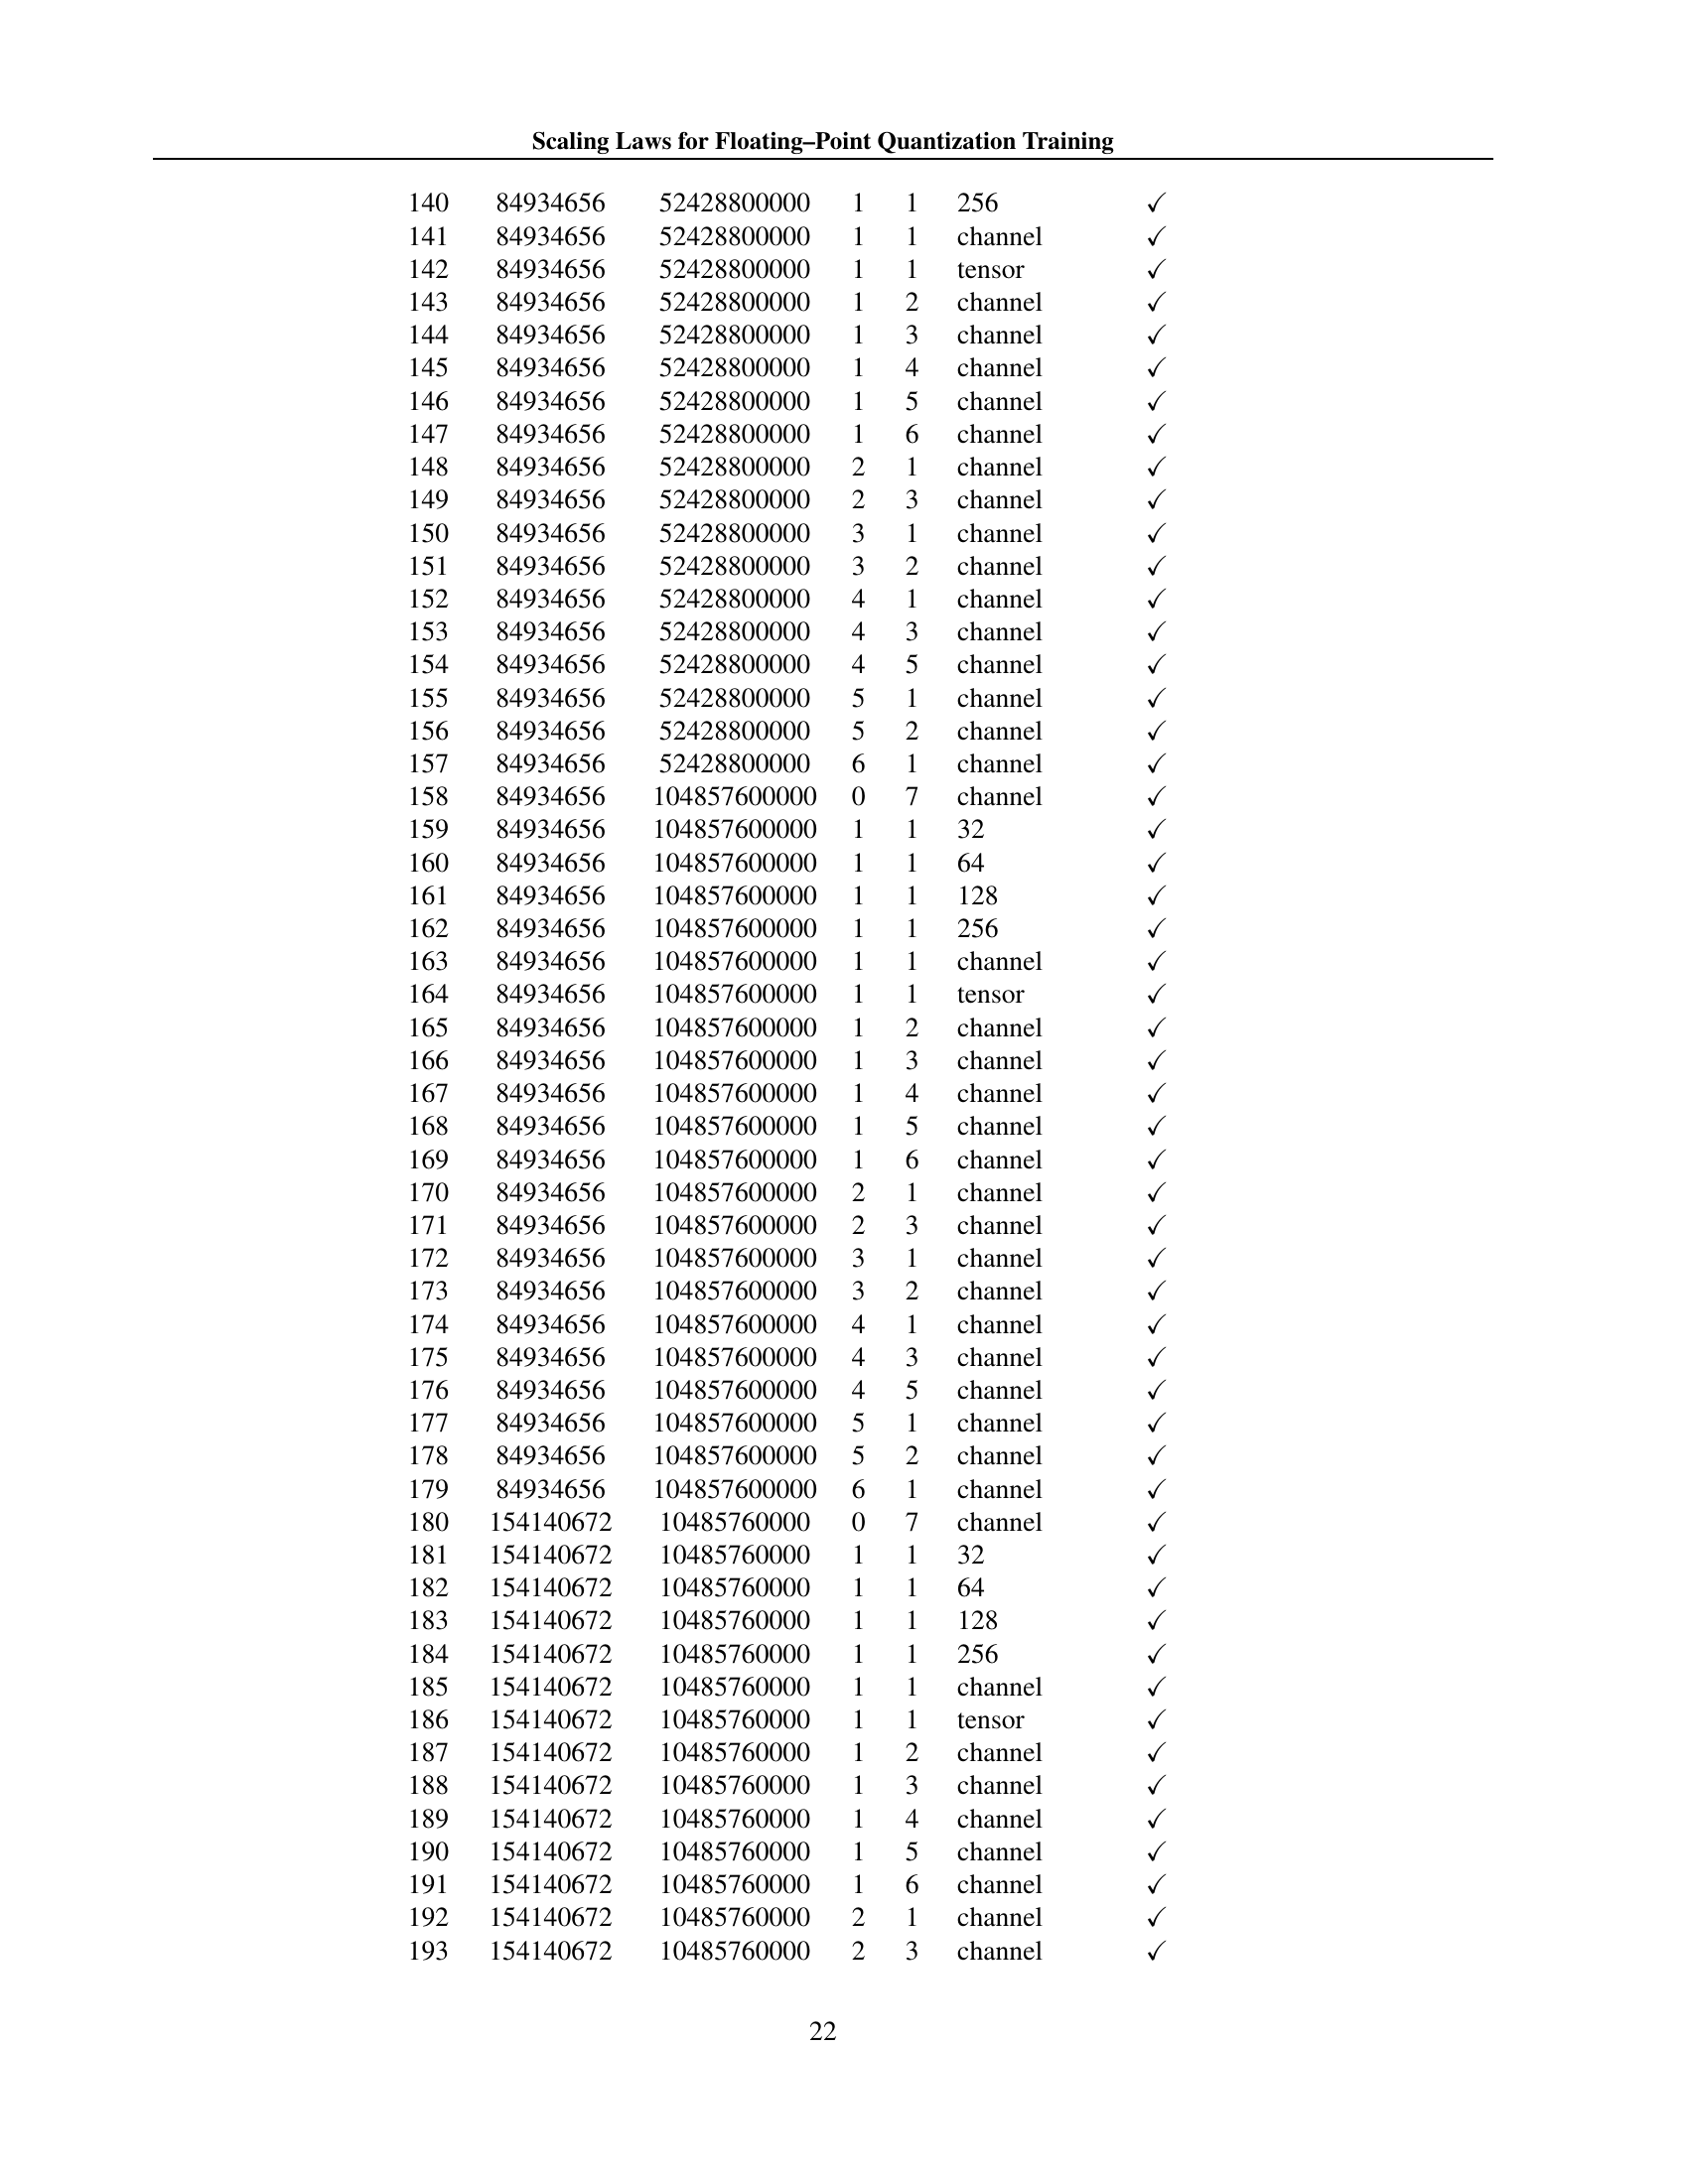 Scaling Laws for Floating–Point Quantization Training
140 84934656 52428800000 1 1 256 ✓
141 84934656 52428800000 1 1 channel ✓
142 84934656 52428800000 1 1 tensor ✓
143 84934656 52428800000 1 2 channel ✓
144 84934656 52428800000 1 3 channel ✓
145 84934656 52428800000 1 4 channel ✓
146 84934656 52428800000 1 5 channel ✓
147 84934656 52428800000 1 6 channel ✓
148 84934656 52428800000 2 1 channel ✓
149 84934656 52428800000 2 3 channel ✓
150 84934656 52428800000 3 1 channel ✓
151 84934656 52428800000 3 2 channel ✓
152 84934656 52428800000 4 1 channel ✓
153 84934656 52428800000 4 3 channel ✓
154 84934656 52428800000 4 5 channel ✓
155 84934656 52428800000 5 1 channel ✓
156 84934656 52428800000 5 2 channel ✓
157 84934656 52428800000 6 1 channel ✓
158 84934656 104857600000 0 7 channel ✓
159 84934656 104857600000 1 1 32 ✓
160 84934656 104857600000 1 1 64 ✓
161 84934656 104857600000 1 1 128 ✓
162 84934656 104857600000 1 1 256 ✓
163 84934656 104857600000 1 1 channel ✓
164 84934656 104857600000 1 1 tensor ✓
165 84934656 104857600000 1 2 channel ✓
166 84934656 104857600000 1 3 channel ✓
167 84934656 104857600000 1 4 channel ✓
168 84934656 104857600000 1 5 channel ✓
169 84934656 104857600000 1 6 channel ✓
170 84934656 104857600000 2 1 channel ✓
171 84934656 104857600000 2 3 channel ✓
172 84934656 104857600000 3 1 channel ✓
173 84934656 104857600000 3 2 channel ✓
174 84934656 104857600000 4 1 channel ✓
175 84934656 104857600000 4 3 channel ✓
176 84934656 104857600000 4 5 channel ✓
177 84934656 104857600000 5 1 channel ✓
178 84934656 104857600000 5 2 channel ✓
179 84934656 104857600000 6 1 channel ✓
180 154140672 10485760000 0 7 channel ✓
181 154140672 10485760000 1 1 32 ✓
182 154140672 10485760000 1 1 64 ✓
183 154140672 10485760000 1 1 128 ✓
184 154140672 10485760000 1 1 256 ✓
185 154140672 10485760000 1 1 channel ✓
186 154140672 10485760000 1 1 tensor ✓
187 154140672 10485760000 1 2 channel ✓
188 154140672 10485760000 1 3 channel ✓
189 154140672 10485760000 1 4 channel ✓
190 154140672 10485760000 1 5 channel ✓
191 154140672 10485760000 1 6 channel ✓
192 154140672 10485760000 2 1 channel ✓
193 154140672 10485760000 2 3 channel ✓
22